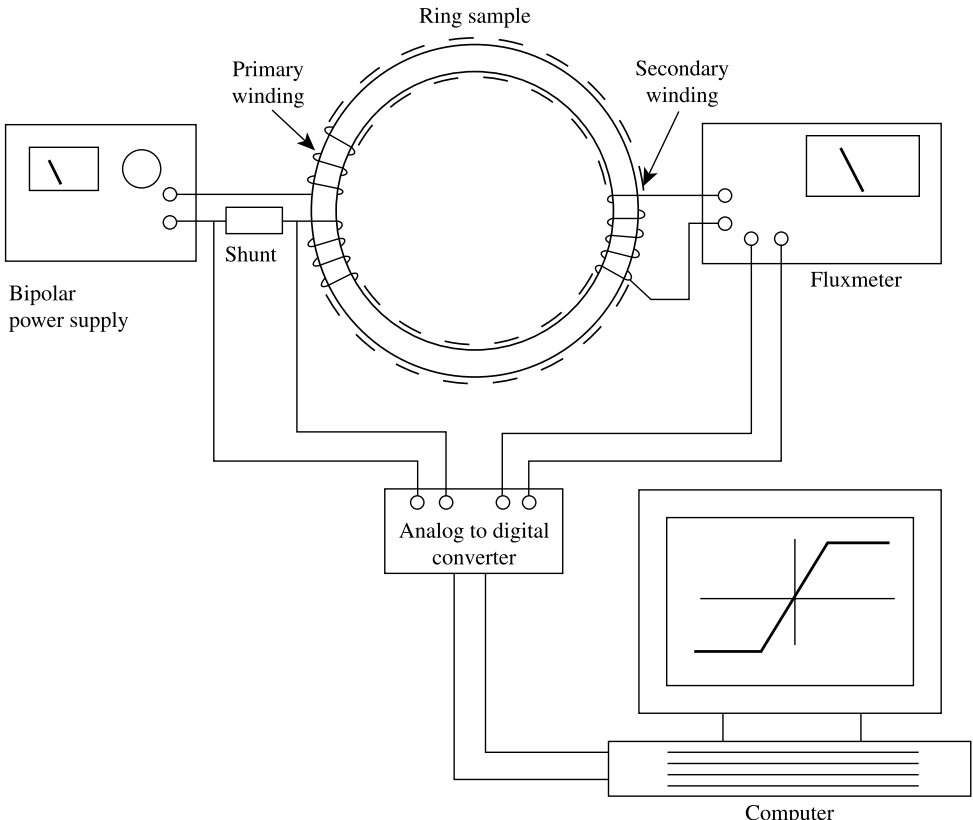 Ring sample
Primary
winding
Secondary
winding
Shunt
Fluxmeter
Bipolar
power supply
Analog to digital
converter
Computer